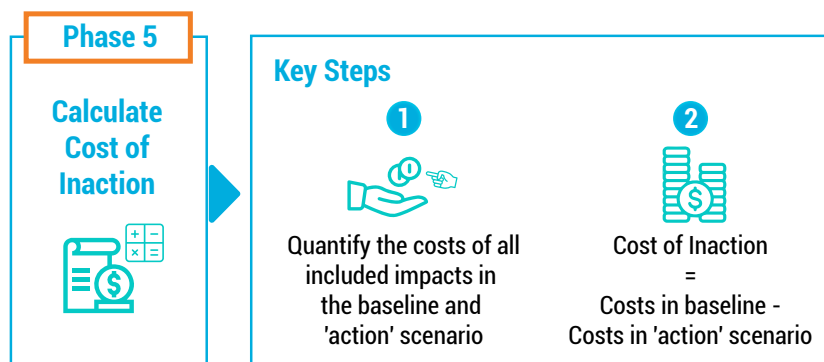 Phase 5
Calculate
Cost of
Inaction
+ −
× =
$
Key Steps
1
Quantify the costs of all
included impacts in
the baseline and
'action' scenario
2
$
Cost of Inaction
=
Costs in baseline -
Costs in 'action' scenario